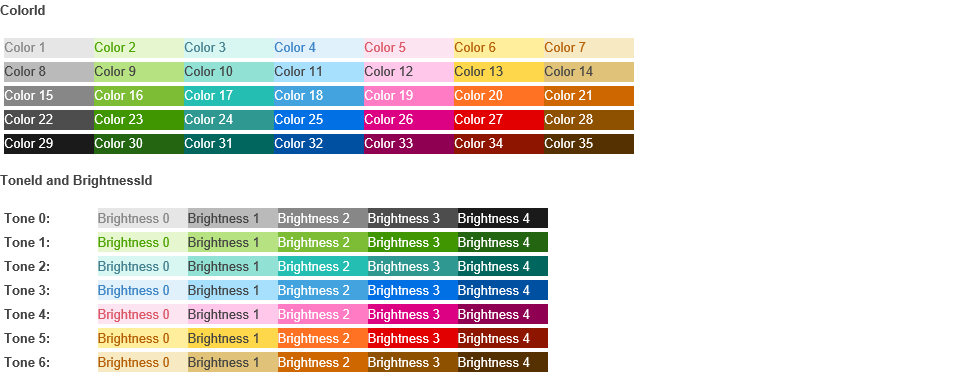 ColorId
Color 1 Color 2 Color 3 Color 4 Color 5 Color 6 Color 7
Color 8 Color 9 Color 10 Color 11 Color 12 Color 13 Color 14
Color 15 Color 16 Color 17 Color 18 Color 19 Color 20 Color 21
Color 22 Color 23 Color 24 Color 25 Color 26 Color 27 Color 28
Color 29 Color 30 Color 31 Color 32 Color 33 Color 34 Color 35
ToneId and BrightnessId
Tone 0: Brightness 0 Brightness 1 Brightness 2 Brightness 3 Brightness 4
Tone 1: Brightness 0 Brightness 1 Brightness 2 Brightness 3 Brightness 4
Tone 2: Brightness 0 Brightness 1 Brightness 2 Brightness 3 Brightness 4
Tone 3: Brightness 0 Brightness 1 Brightness 2 Brightness 3 Brightness 4
Tone 4: Brightness 0 Brightness 1 Brightness 2 Brightness 3 Brightness 4
Tone 5: Brightness 0 Brightness 1 Brightness 2 Brightness 3 Brightness 4
Tone 6: Brightness 0 Brightness 1 Brightness 2 Brightness 3 Brightness 4